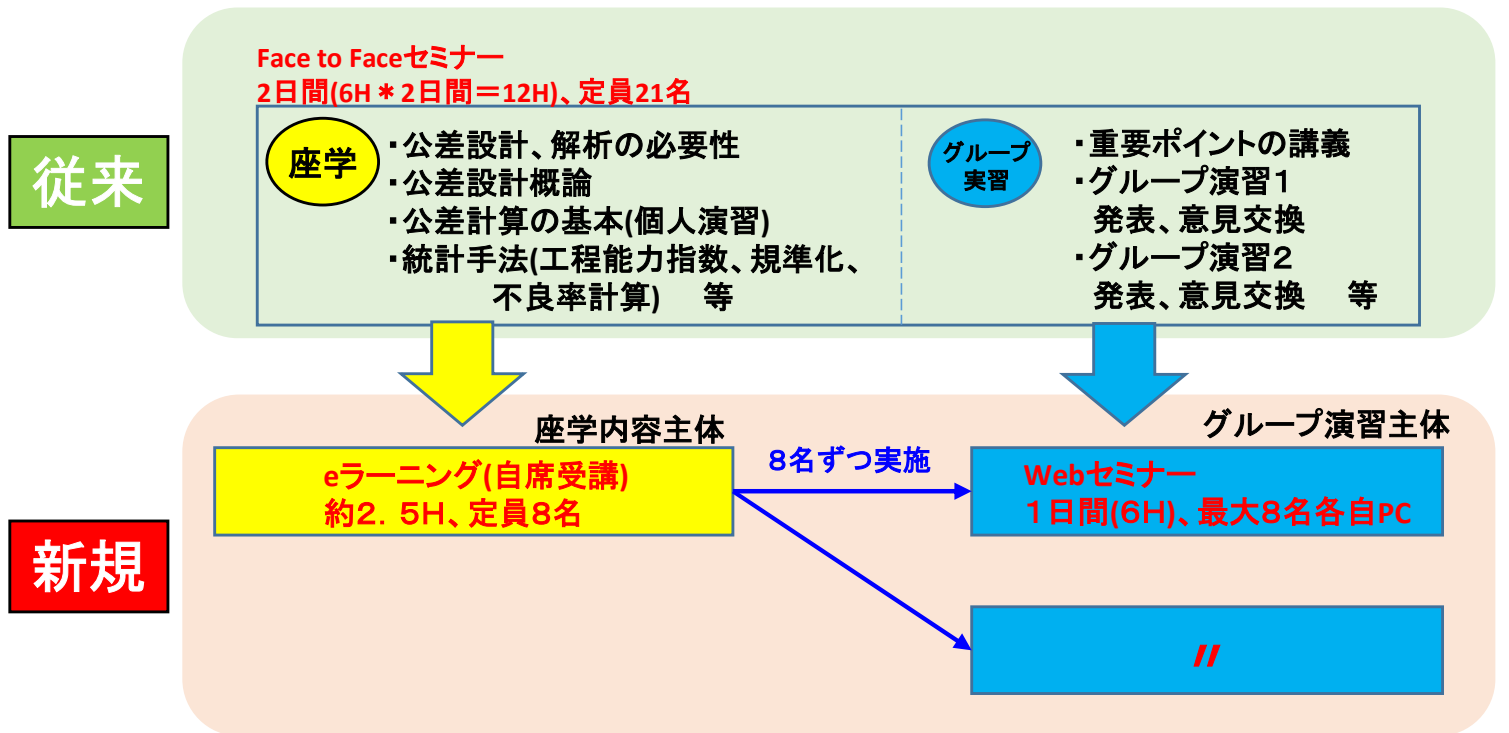 Face to Faceセミナー
2日間(6H＊2日間＝12H)、定員21名
従来
座学
・公差設計、解析の必要性
・公差設計概論
・公差計算の基本(個人演習)
・統計手法(工程能力指数、規準化、
不良率計算)　等
グループ
実習
・重要ポイントの講義
・グループ演習１
発表、意見交換
・グループ演習２
発表、意見交換　等
新規
座学内容主体
eラーニング(自席受講)
約２．５H、定員８名
８名ずつ実施
グループ演習主体
Webセミナー
１日間(６H)、最大８名各自PC
〃